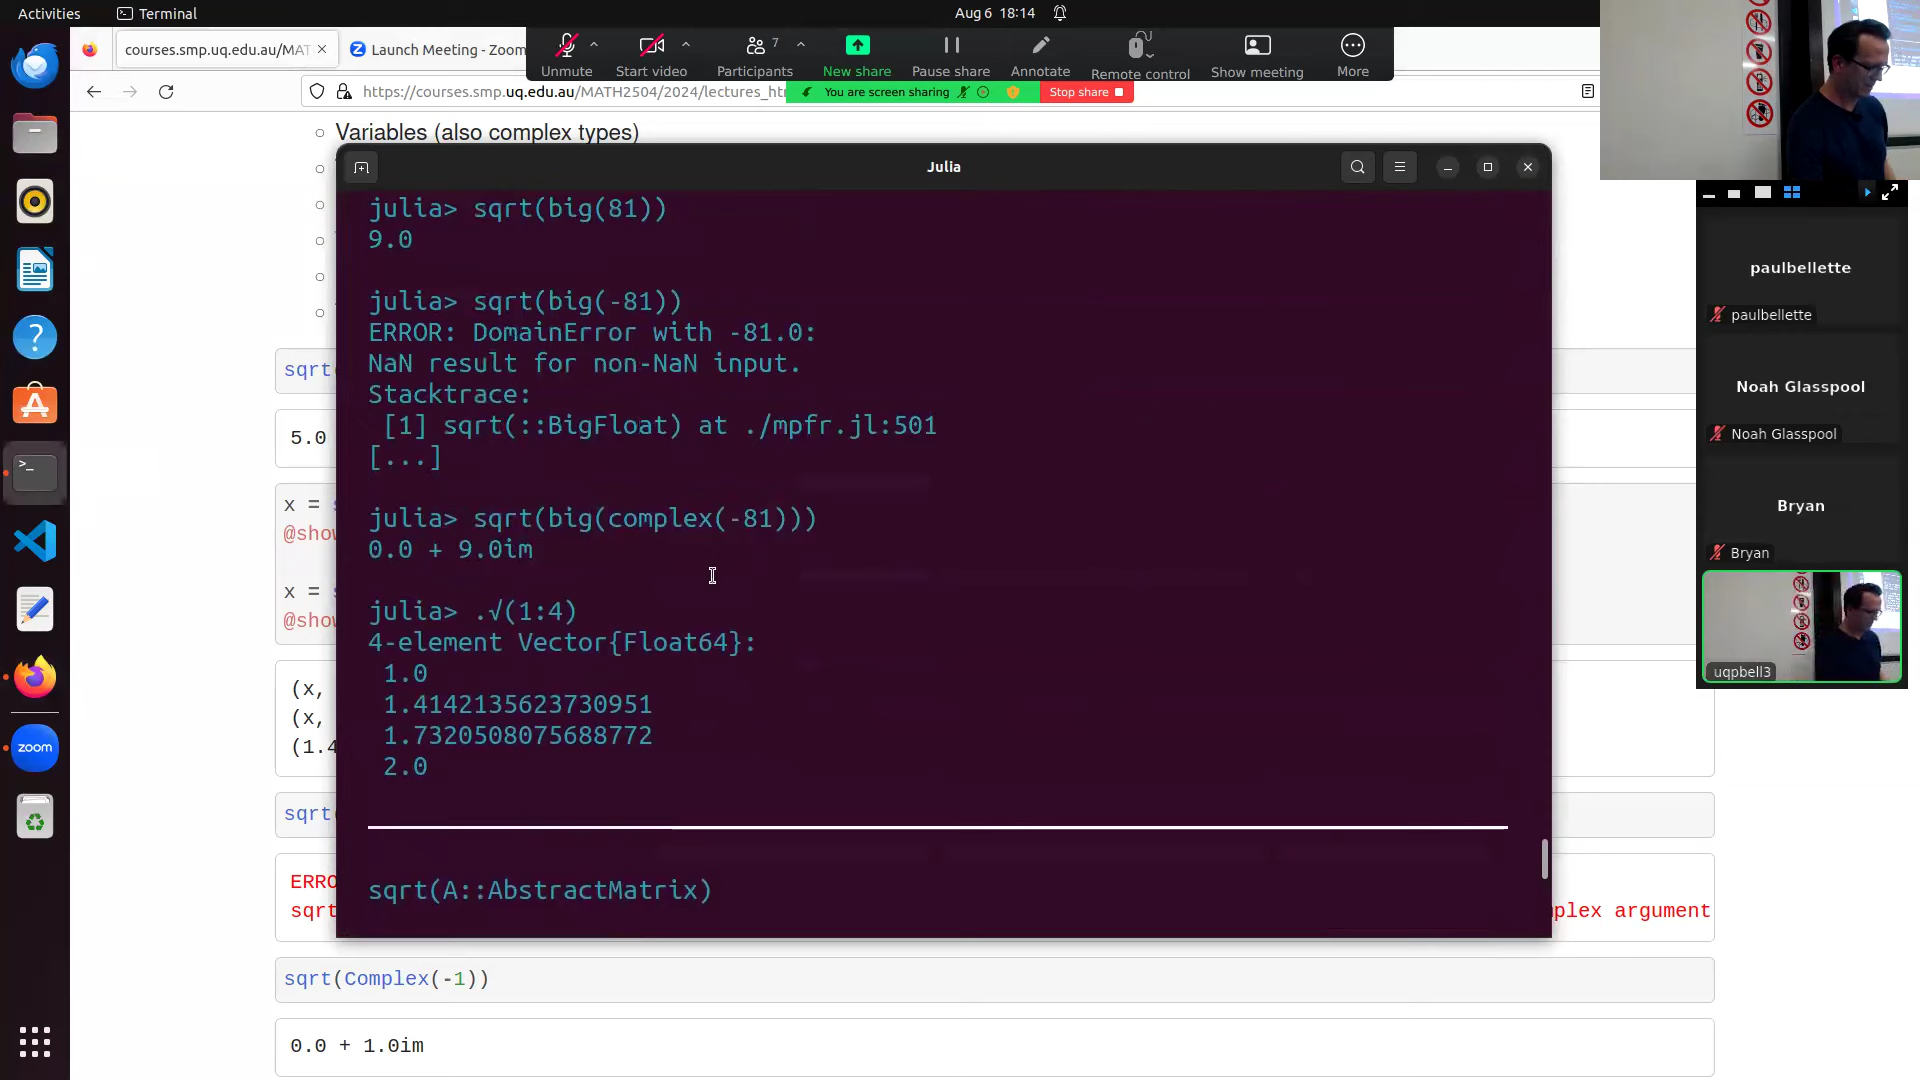 Activities
Terminal
Aug 6 18:14
courses.smp.uq.edu.au/MAT
Launch Meeting - Zoom
Unmute
Start video
7
Participants
New share
Pause share
Annotate
Remote control
Show meeting
More
https://courses.smp.uq.edu.au/MATH2504/2024/lectures_ht
You are screen sharing
Stop share
Variables (also complex types)
Julia
julia> sqrt(big(81))
9.0
julia> sqrt(big(-81))
ERROR: DomainError with -81.0:
NaN result for non-NaN input.
Stacktrace:
[1] sqrt(::BigFloat) at ./mpfr.jl:501
[...]
julia> sqrt(big(complex(-81)))
0.0 + 9.0im
julia> .√(1:4)
4-element Vector{Float64}:
1.0
1.4142135623730951
1.7320508075688772
2.0
sqrt(A::AbstractMatrix)
sqrt(
5.0
x =
@show
x =
@show
(x,
(x,
(1.4
sqrt(
ERRO
sqrt
plex argument
sqrt(Complex(-1))
0.0 + 1.0im
paulbellette
paulbellette
Noah Glasspool
Noah Glasspool
Bryan
Bryan
uqpbell3
zoom